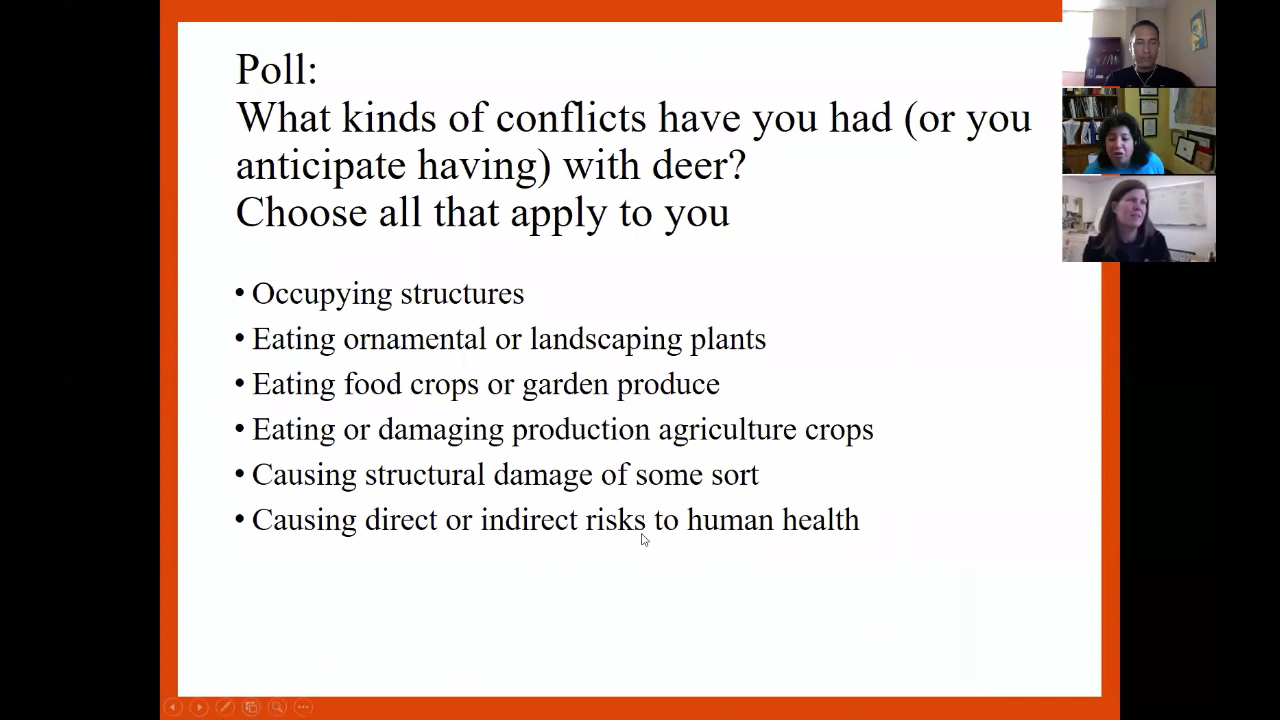 Poll:
What kinds of conflicts have you had (or you
anticipate having) with deer?
Choose all that apply to you
• Occupying structures
• Eating ornamental or landscaping plants
• Eating food crops or garden produce
• Eating or damaging production agriculture crops
• Causing structural damage of some sort
• Causing direct or indirect risks to human health